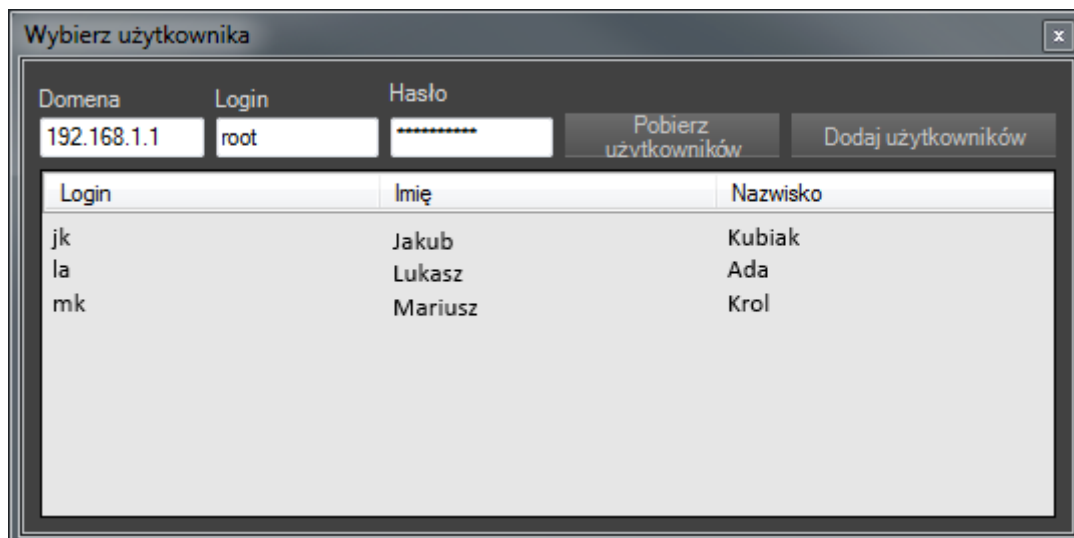 Wybierz użytkownika
x
Domena Login Hasło
192.168.1.1 root ********** Pobierz użytkowników Dodaj użytkowników
Login Imię Nazwisko
jk Jakub Kubiak
la Lukasz Ada
mk Mariusz Krol